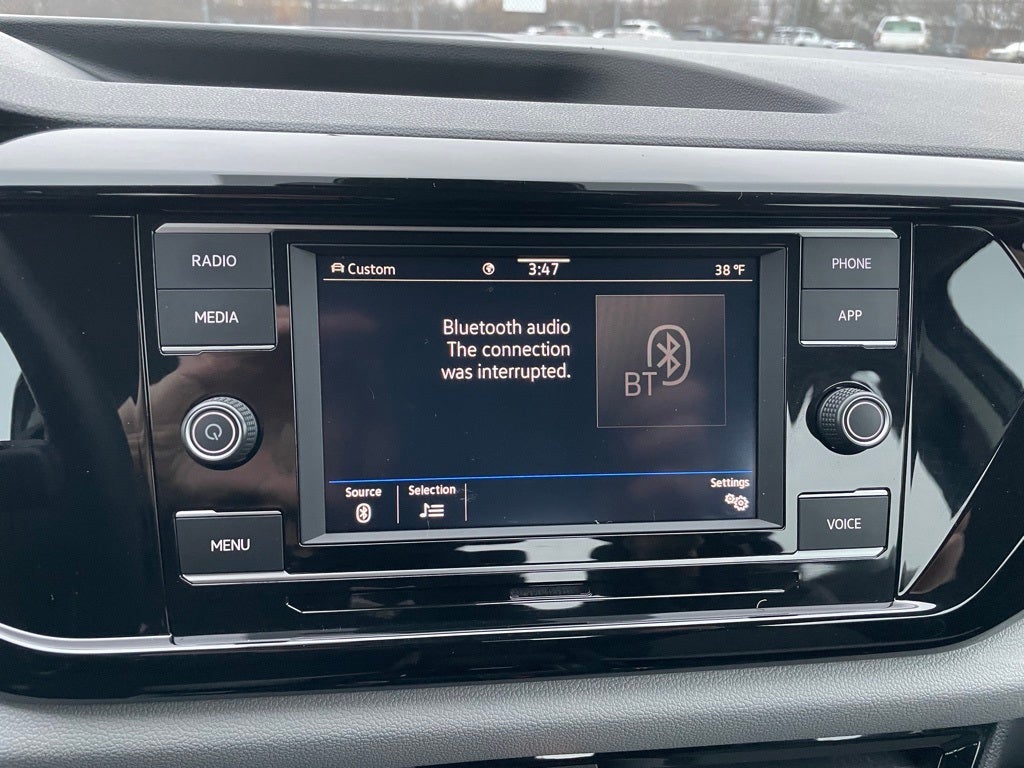 RADIO
MEDIA
MENU
Custom 3:47 38 °F
Bluetooth audio
The connection
was interrupted.
BT
Source Selection Settings
PHONE
APP
VOICE